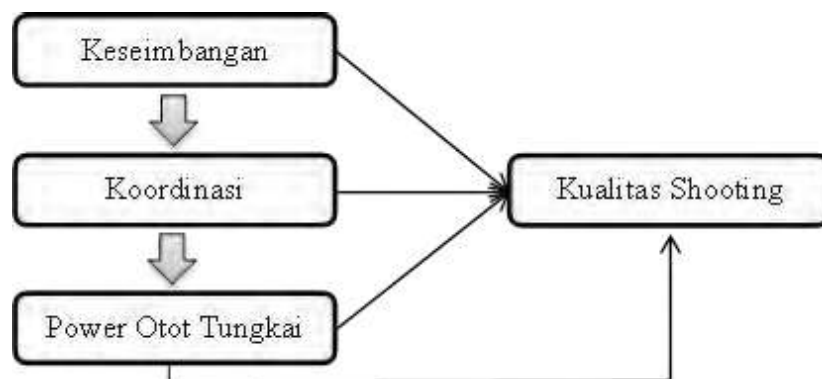 Keseimbangan
Koordinasi
Kualitas Shooting
Power Otot Tungkai